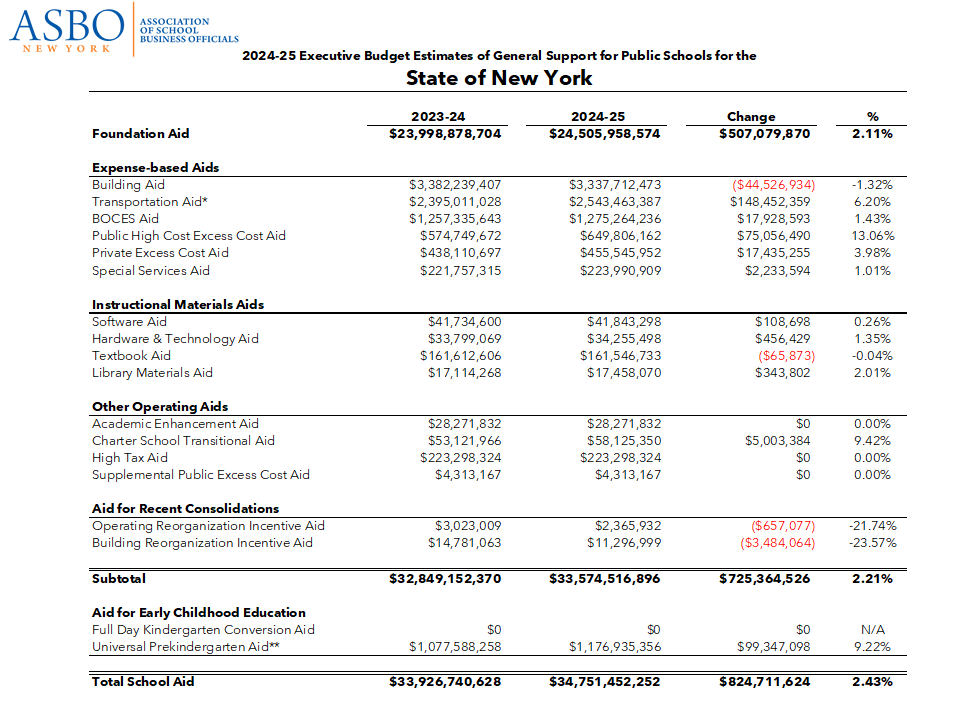 ASBO
NEW YORK
ASSOCIATION
OF SCHOOL
BUSINESS OFFICIALS
2024-25 Executive Budget Estimates of General Support for Public Schools for the
State of New York
2023-24 2024-25 Change %
Foundation Aid $23,998,878,704 $24,505,958,574 $507,079,870 2.11%
Expense-based Aids
Building Aid $3,382,239,407 $3,337,712,473 ($44,526,934) -1.32%
Transportation Aid* $2,395,011,028 $2,543,463,387 $148,452,359 6.20%
BOCES Aid $1,257,335,643 $1,275,264,236 $17,928,593 1.43%
Public High Cost Excess Cost Aid $574,749,672 $649,806,162 $75,056,490 13.06%
Private Excess Cost Aid $438,110,697 $455,545,952 $17,435,255 3.98%
Special Services Aid $221,757,315 $223,990,909 $2,233,594 1.01%
Instructional Materials Aids
Software Aid $41,734,600 $41,843,298 $108,698 0.26%
Hardware & Technology Aid $33,799,069 $34,255,498 $456,429 1.35%
Textbook Aid $161,612,606 $161,546,733 ($65,873) -0.04%
Library Materials Aid $17,114,268 $17,458,070 $343,802 2.01%
Other Operating Aids
Academic Enhancement Aid $28,271,832 $28,271,832 $0 0.00%
Charter School Transitional Aid $53,121,966 $58,125,350 $5,003,384 9.42%
High Tax Aid $223,298,324 $223,298,324 $0 0.00%
Supplemental Public Excess Cost Aid $4,313,167 $4,313,167 $0 0.00%
Aid for Recent Consolidations
Operating Reorganization Incentive Aid $3,023,009 $2,365,932 ($657,077) -21.74%
Building Reorganization Incentive Aid $14,781,063 $11,296,999 ($3,484,064) -23.57%
Subtotal $32,849,152,370 $33,574,516,896 $725,364,526 2.21%
Aid for Early Childhood Education
Full Day Kindergarten Conversion Aid $0 $0 $0 N/A
Universal Prekindergarten Aid** $1,077,588,258 $1,176,935,356 $99,347,098 9.22%
Total School Aid $33,926,740,628 $34,751,452,252 $824,711,624 2.43%